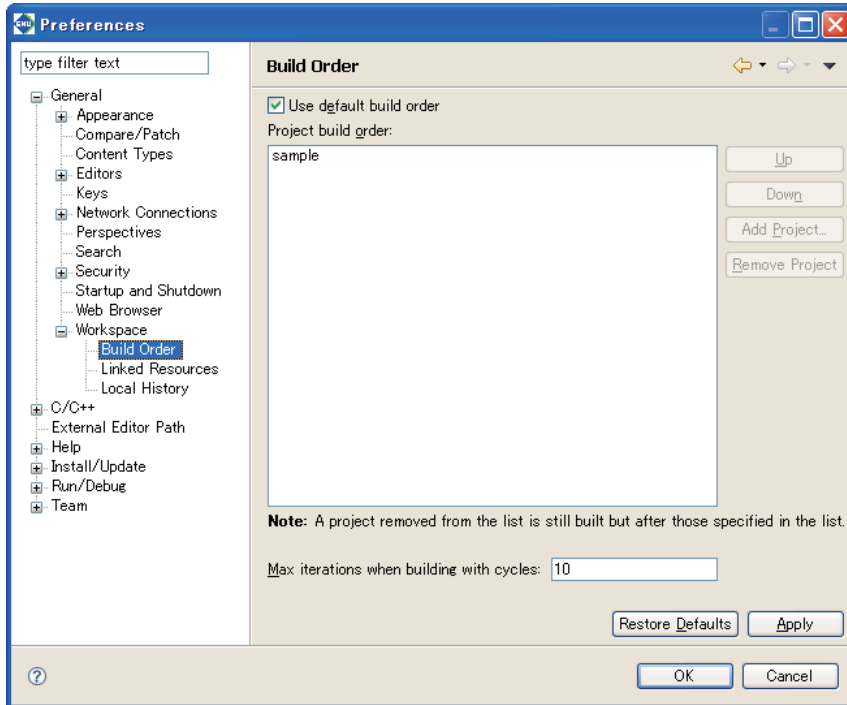 Preferences
type filter text
General
Appearance
Compare/Patch
Content Types
Editors
Keys
Network Connections
Perspectives
Search
Security
Startup and Shutdown
Web Browser
Workspace
Build Order
Linked Resources
Local History
C/C++
External Editor Path
Help
Install/Update
Run/Debug
Team
Build Order
Use default build order
Project build order:
sample
Up
Down
Add Project...
Remove Project
Note: A project removed from the list is still built but after those specified in the list.
Max iterations when building with cycles: 10
Restore Defaults Apply
OK Cancel